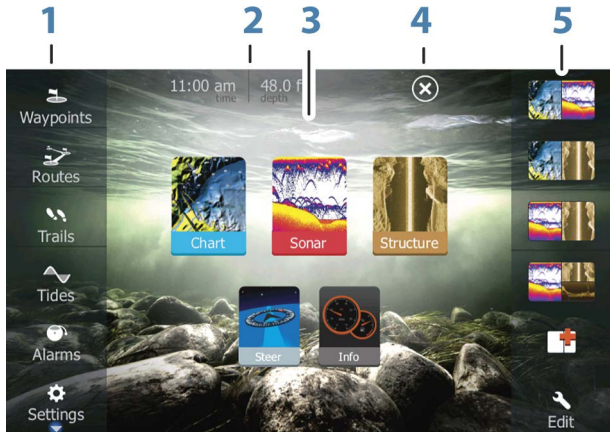 1
2
3
4
5
11:00 am
time
48.0 f
depth
Waypoints
Routes
Trails
Tides
Alarms
Settings
Chart
Sonar
Structure
Steer
Info
Edit